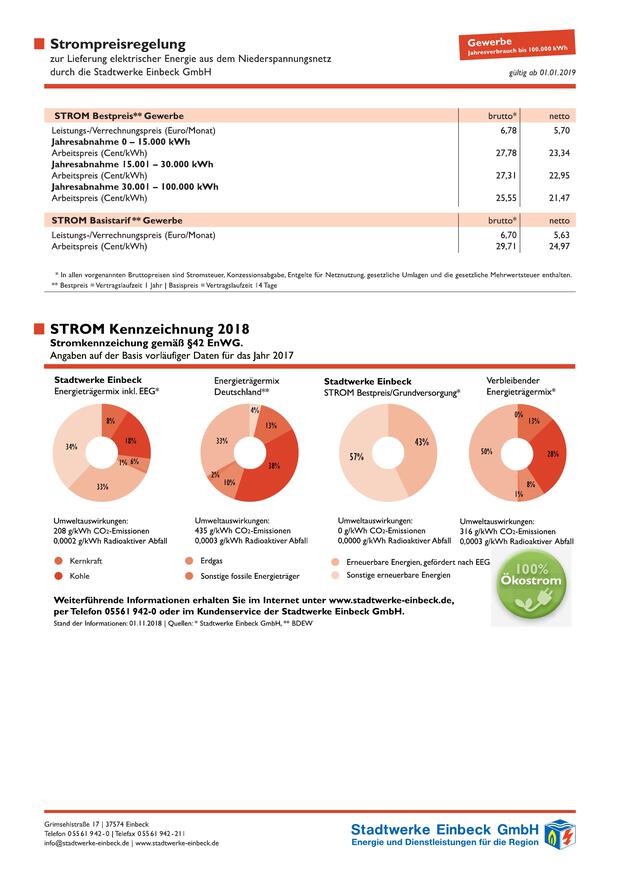 Strompreisregelung
zur Lieferung elektrischer Energie aus dem Niederspannungsnetz
durch die Stadtwerke Einbeck GmbH
Gewerbe
Jahresverbrauch bis 100.000 kWh
gültig ab 01.01.2019
STROM Bestpreis** Gewerbe brutto* netto
Leistungs-/Verrechnungspreis (Euro/Monat) 6,78 5,70
Jahresabnahme 0 – 15.000 kWh
Arbeitspreis (Cent/kWh) 27,78 23,34
Jahresabnahme 15.001 – 30.000 kWh
Arbeitspreis (Cent/kWh) 27,31 22,95
Jahresabnahme 30.001 – 100.000 kWh
Arbeitspreis (Cent/kWh) 25,55 21,47
STROM Basistarif** Gewerbe brutto* netto
Leistungs-/Verrechnungspreis (Euro/Monat) 6,70 5,63
Arbeitspreis (Cent/kWh) 29,71 24,97
* In allen vorgenannten Bruttopreisen sind Stromsteuer, Konzessionsabgabe, Entgelte für Netznutzung, gesetzliche Umlagen und die gesetzliche Mehrwertsteuer enthalten.
** Bestpreis = Vertragslaufzeit 1 Jahr | Basispreis = Vertragslaufzeit 14 Tage
STROM Kennzeichnung 2018
Stromkennzeichung gemäß §42 EnWG.
Angaben auf der Basis vorläufiger Daten für das Jahr 2017
Stadtwerke Einbeck
Energieträgermix inkl. EEG*
8%
18%
6%
1%
33%
34%
Umweltauswirkungen:
208 g/kWh CO2-Emissionen
0,0002 g/kWh Radioaktiver Abfall
Energieträgermix
Deutschland**
4%
13%
38%
10%
2%
33%
Umweltauswirkungen:
435 g/kWh CO2-Emissionen
0,0003 g/kWh Radioaktiver Abfall
Stadtwerke Einbeck
STROM Bestpreis/Grundversorgung*
43%
57%
Umweltauswirkungen:
0 g/kWh CO2-Emissionen
0,0000 g/kWh Radioaktiver Abfall
Verbleibender
Energieträgermix*
0%
13%
28%
8%
1%
50%
Umweltauswirkungen:
316 g/kWh CO2-Emissionen
0,0003 g/kWh Radioaktiver Abfall
Kernkraft
Kohle
Erdgas
Sonstige fossile Energieträger
Erneuerbare Energien, gefördert nach EEG
Sonstige erneuerbare Energien
100%
Ökostrom
Weiterführende Informationen erhalten Sie im Internet unter www.stadtwerke-einbeck.de,
per Telefon 05561 942-0 oder im Kundenservice der Stadtwerke Einbeck GmbH.
Stand der Informationen: 01.11.2018 | Quellen: * Stadtwerke Einbeck GmbH, ** BDEW
Grimsehlstraße 17 | 37574 Einbeck
Telefon 05561 942-0 | Telefax 05561 942-211
info@stadtwerke-einbeck.de | www.stadtwerke-einbeck.de
Stadtwerke Einbeck GmbH
Energie und Dienstleistungen für die Region